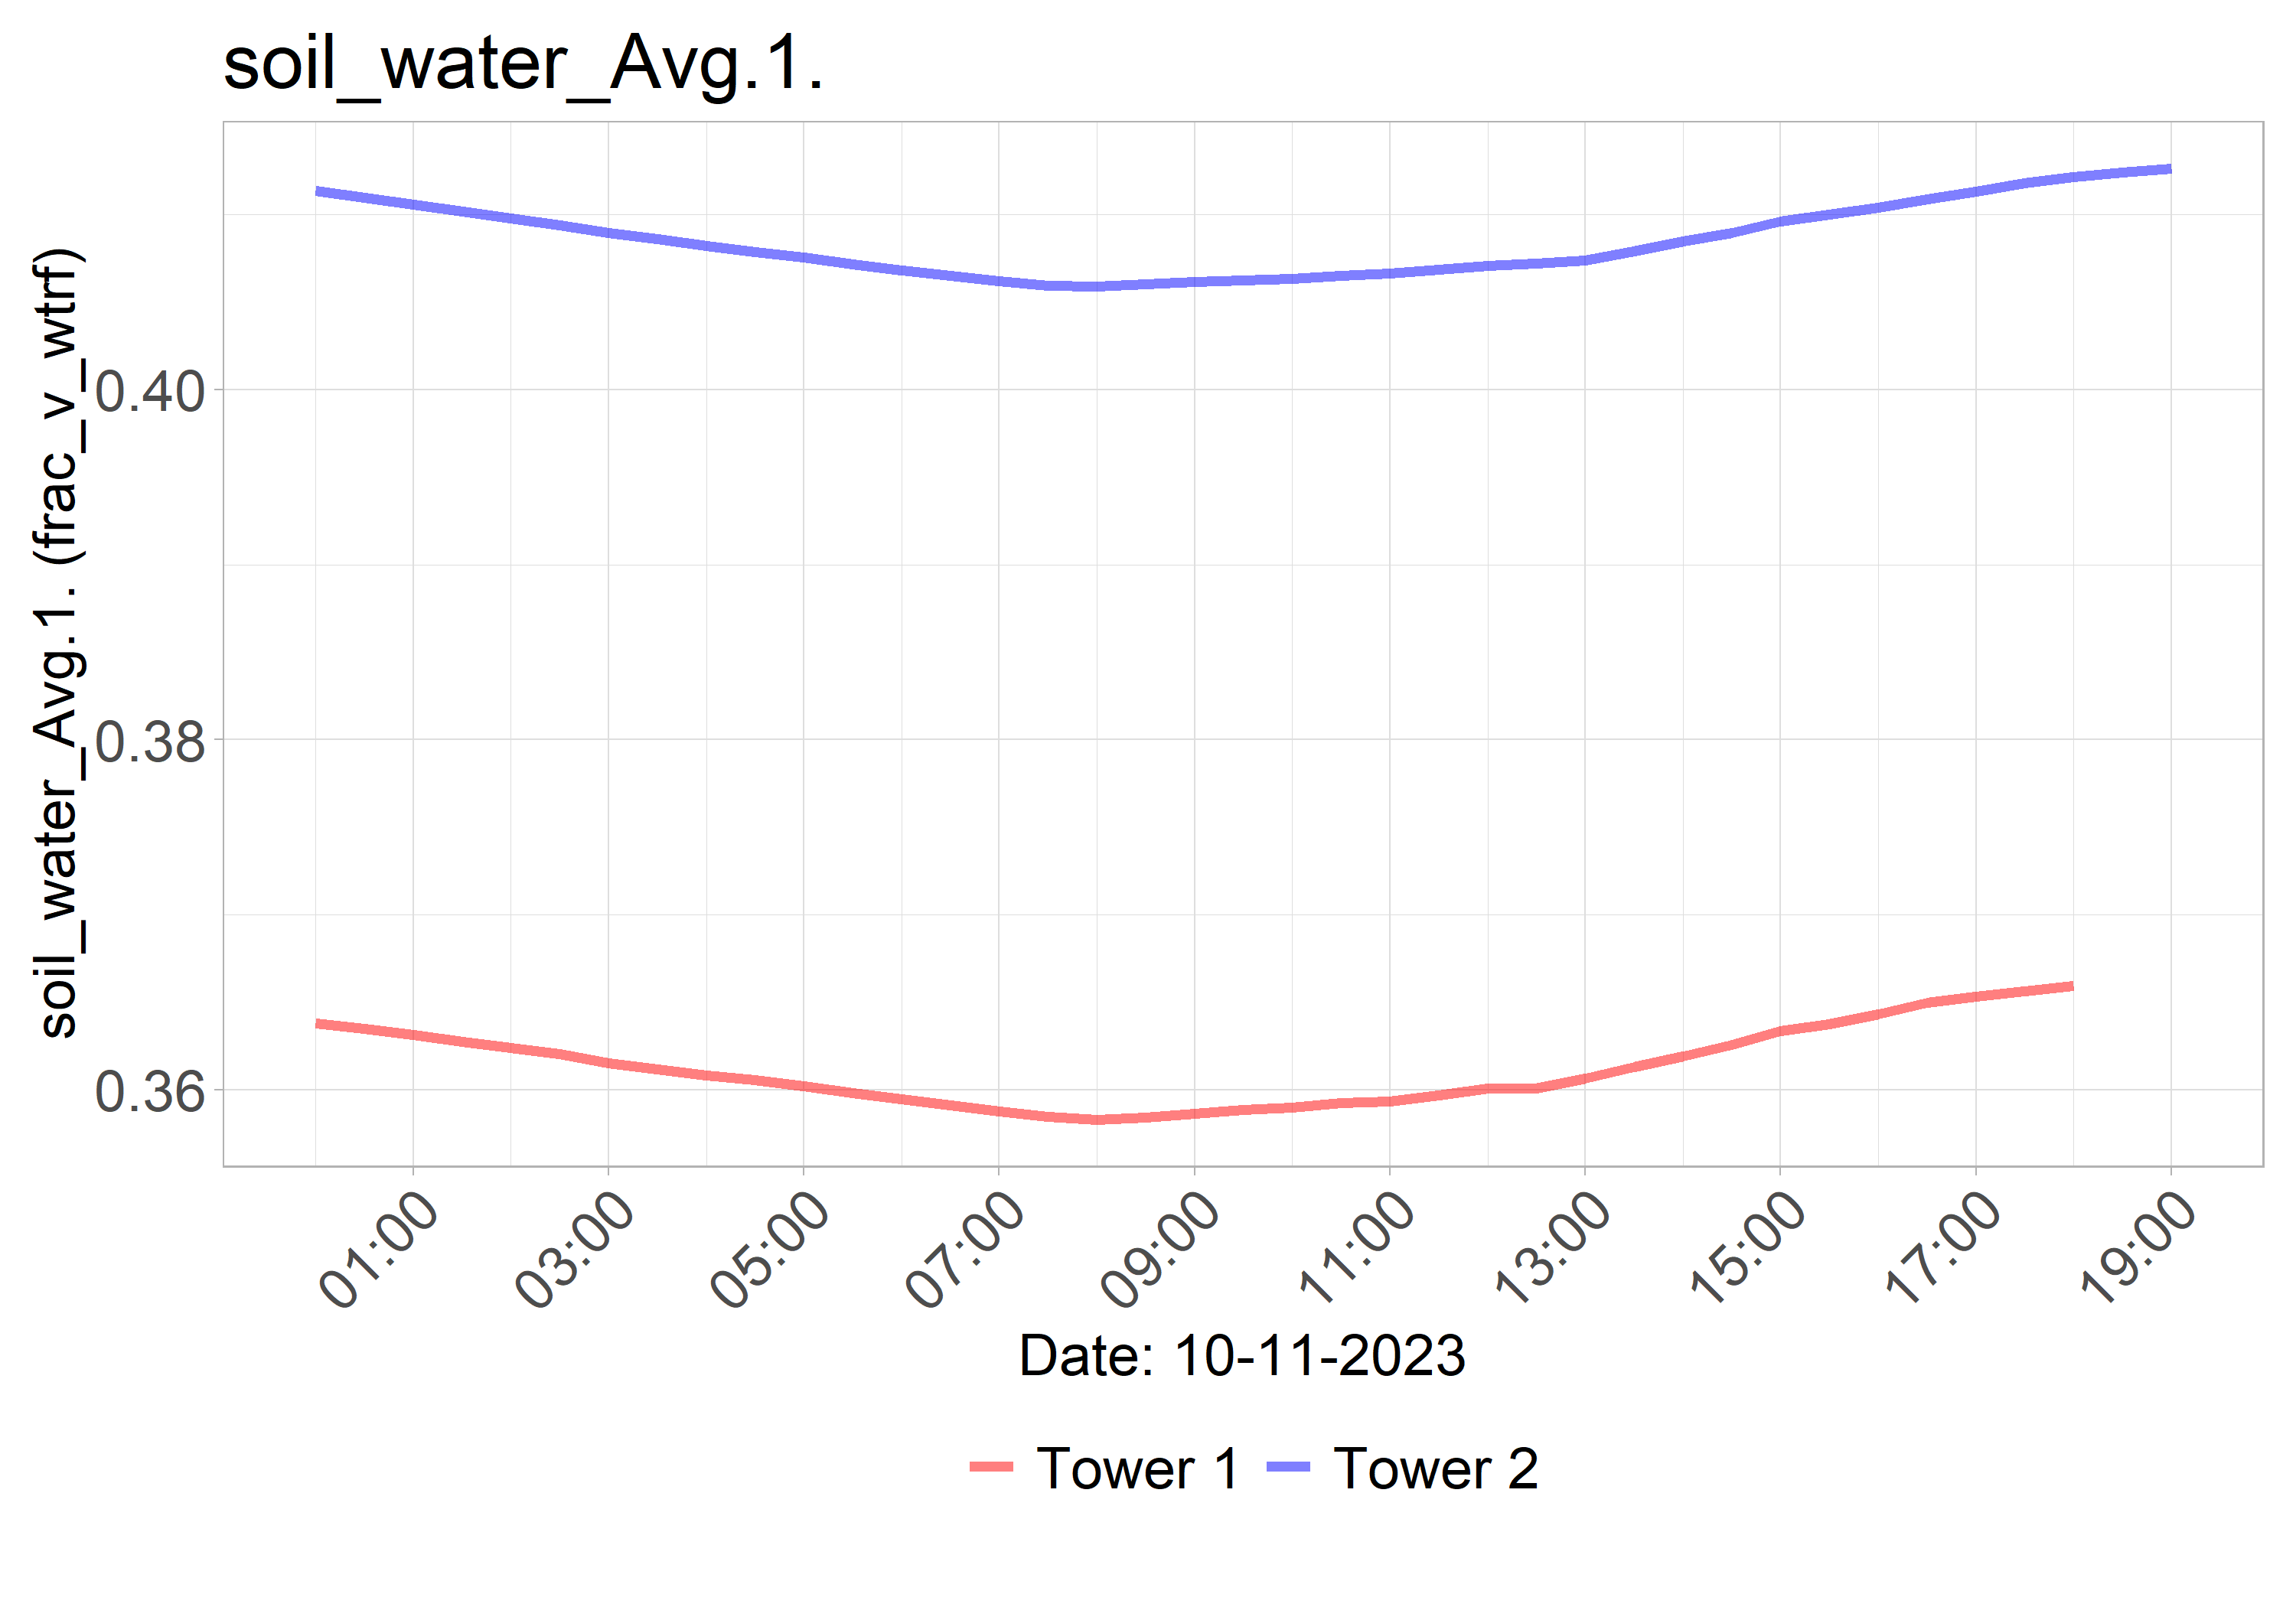 soil_water_Avg.1.
soil_water_Avg.1. (frac_v_wtrf)
0.40
0.38
0.36
01:00
03:00
05:00
07:00
09:00
11:00
13:00
15:00
17:00
19:00
Date: 10-11-2023
Tower 1
Tower 2